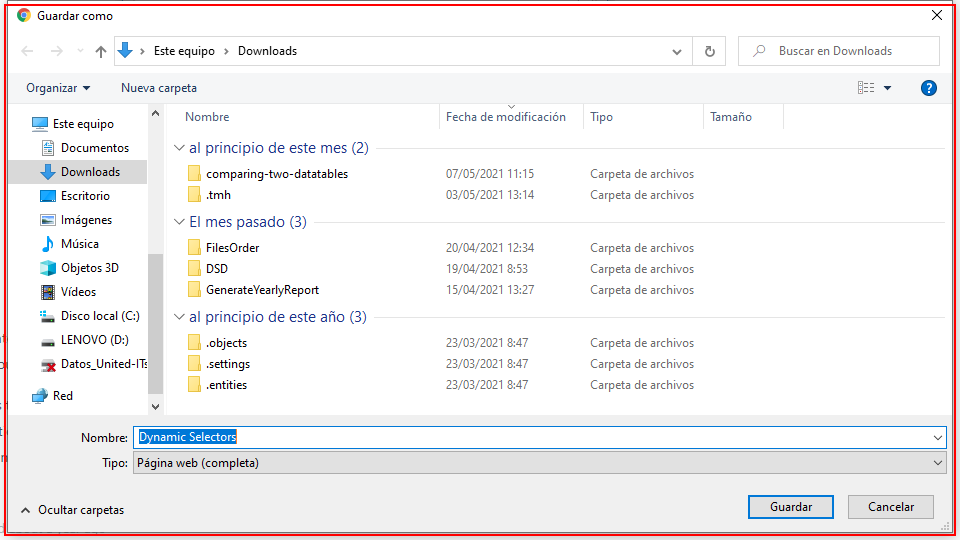 Guardar como
Este equipo > Downloads
Buscar en Downloads
Organizar Nueva carpeta
Nombre Fecha de modificación Tipo Tamaño
Este equipo
Documentos
Downloads
Escritorio
Imágenes
Música
Objetos 3D
Vídeos
Disco local (C:)
LENOVO (D:)
Datos_United-ITs
Red
al principio de este mes (2)
comparing-two-datatables 07/05/2021 11:15 Carpeta de archivos
.tmh 03/05/2021 13:14 Carpeta de archivos
El mes pasado (3)
FilesOrder 20/04/2021 12:34 Carpeta de archivos
DSD 19/04/2021 8:53 Carpeta de archivos
GenerateYearlyReport 15/04/2021 13:27 Carpeta de archivos
al principio de este año (3)
.objects 23/03/2021 8:47 Carpeta de archivos
.settings 23/03/2021 8:47 Carpeta de archivos
.entities 23/03/2021 8:47 Carpeta de archivos
Nombre: Dynamic Selectors
Tipo: Página web (completa)
Ocultar carpetas
Guardar Cancelar